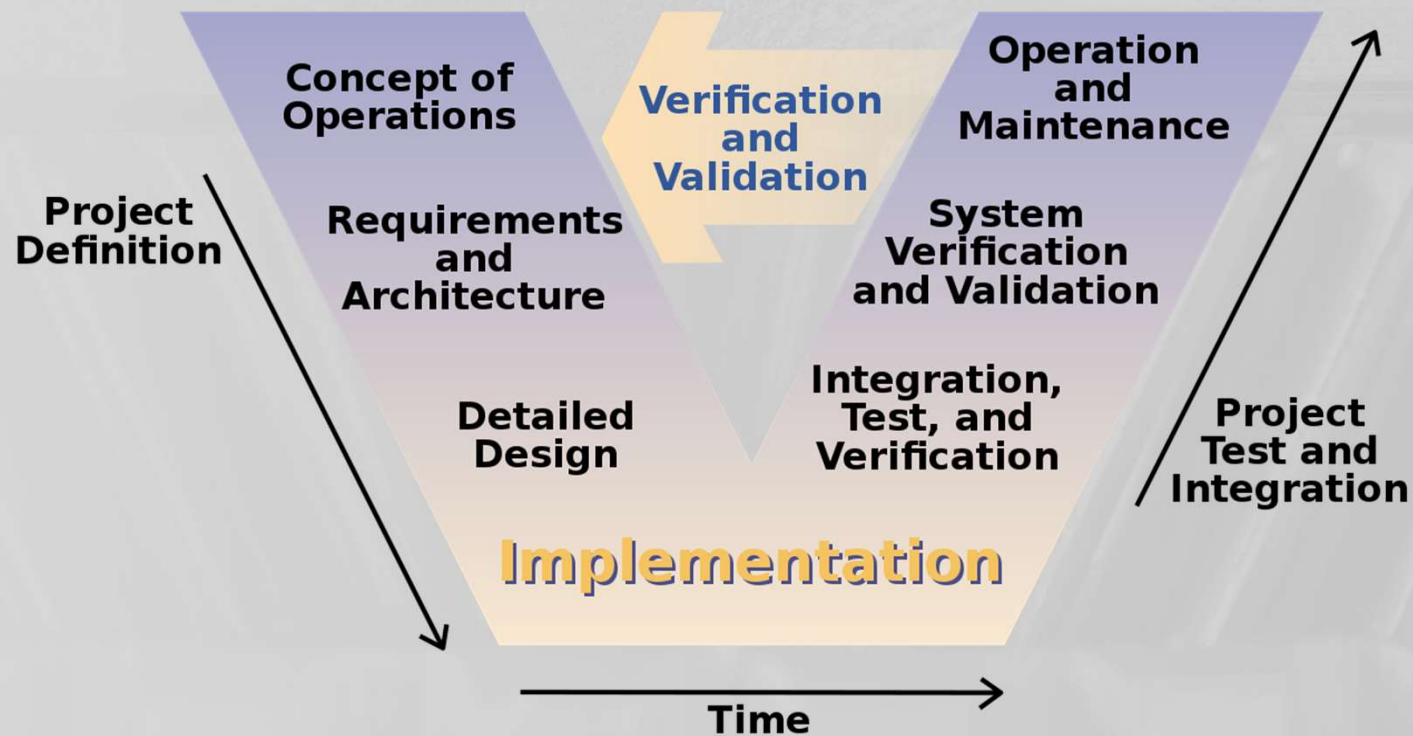 Concept of
Operations
Verification
and
Validation
Operation
and
Maintenance
Project
Definition
Requirements
and
Architecture
System
Verification
and Validation
Detailed
Design
Integration,
Test, and
Verification
Project
Test and
Integration
Implementation
Time